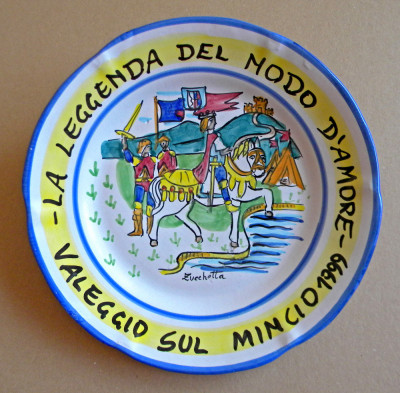 -LA LEGGENDA DEL NODO D'AMORE-
VALEGGIO SUL MINCIO 1999
Zucchetta